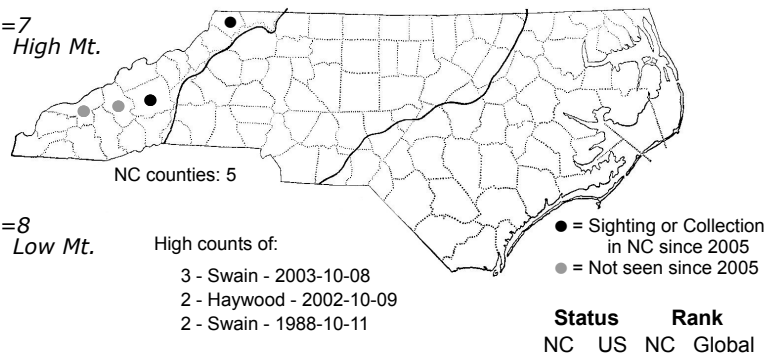 =7
High Mt.
NC counties: 5
=8
Low Mt.
High counts of:
3 - Swain - 2003-10-08
2 - Haywood - 2002-10-09
2 - Swain - 1988-10-11
● = Sighting or Collection
in NC since 2005
● = Not seen since 2005
Status Rank
NC US NC Global